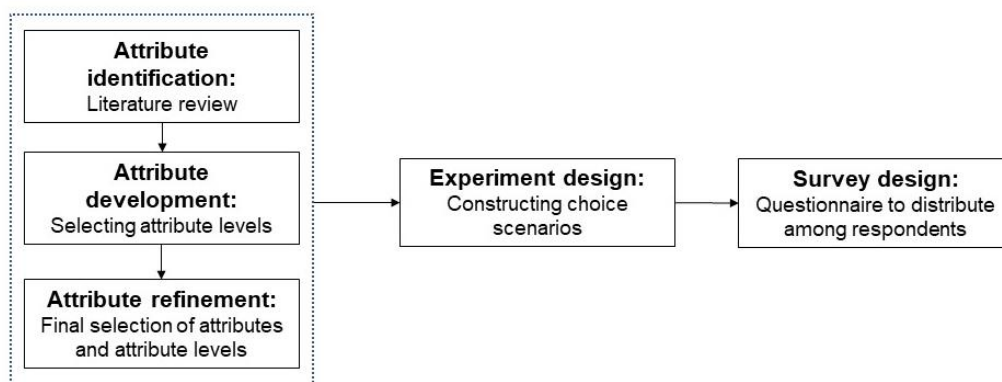 Attribute
identification:
Literature review
Attribute
development:
Selecting attribute levels
Attribute refinement:
Final selection of attributes
and attribute levels
Experiment design:
Constructing choice
scenarios
Survey design:
Questionnaire to distribute
among respondents